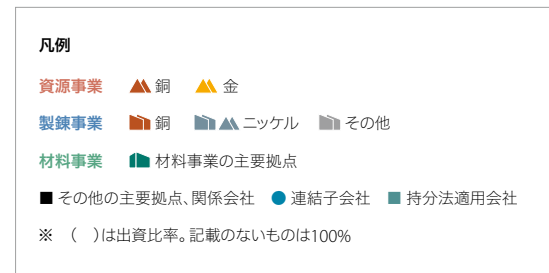 凡例
資源事業 銅 金
製錬事業 銅 ニッケル その他
材料事業 材料事業の主要拠点
■ その他の主要拠点、関係会社 ● 連結子会社 ■ 持分法適用会社
※ （　）は出資比率。記載のないものは100%